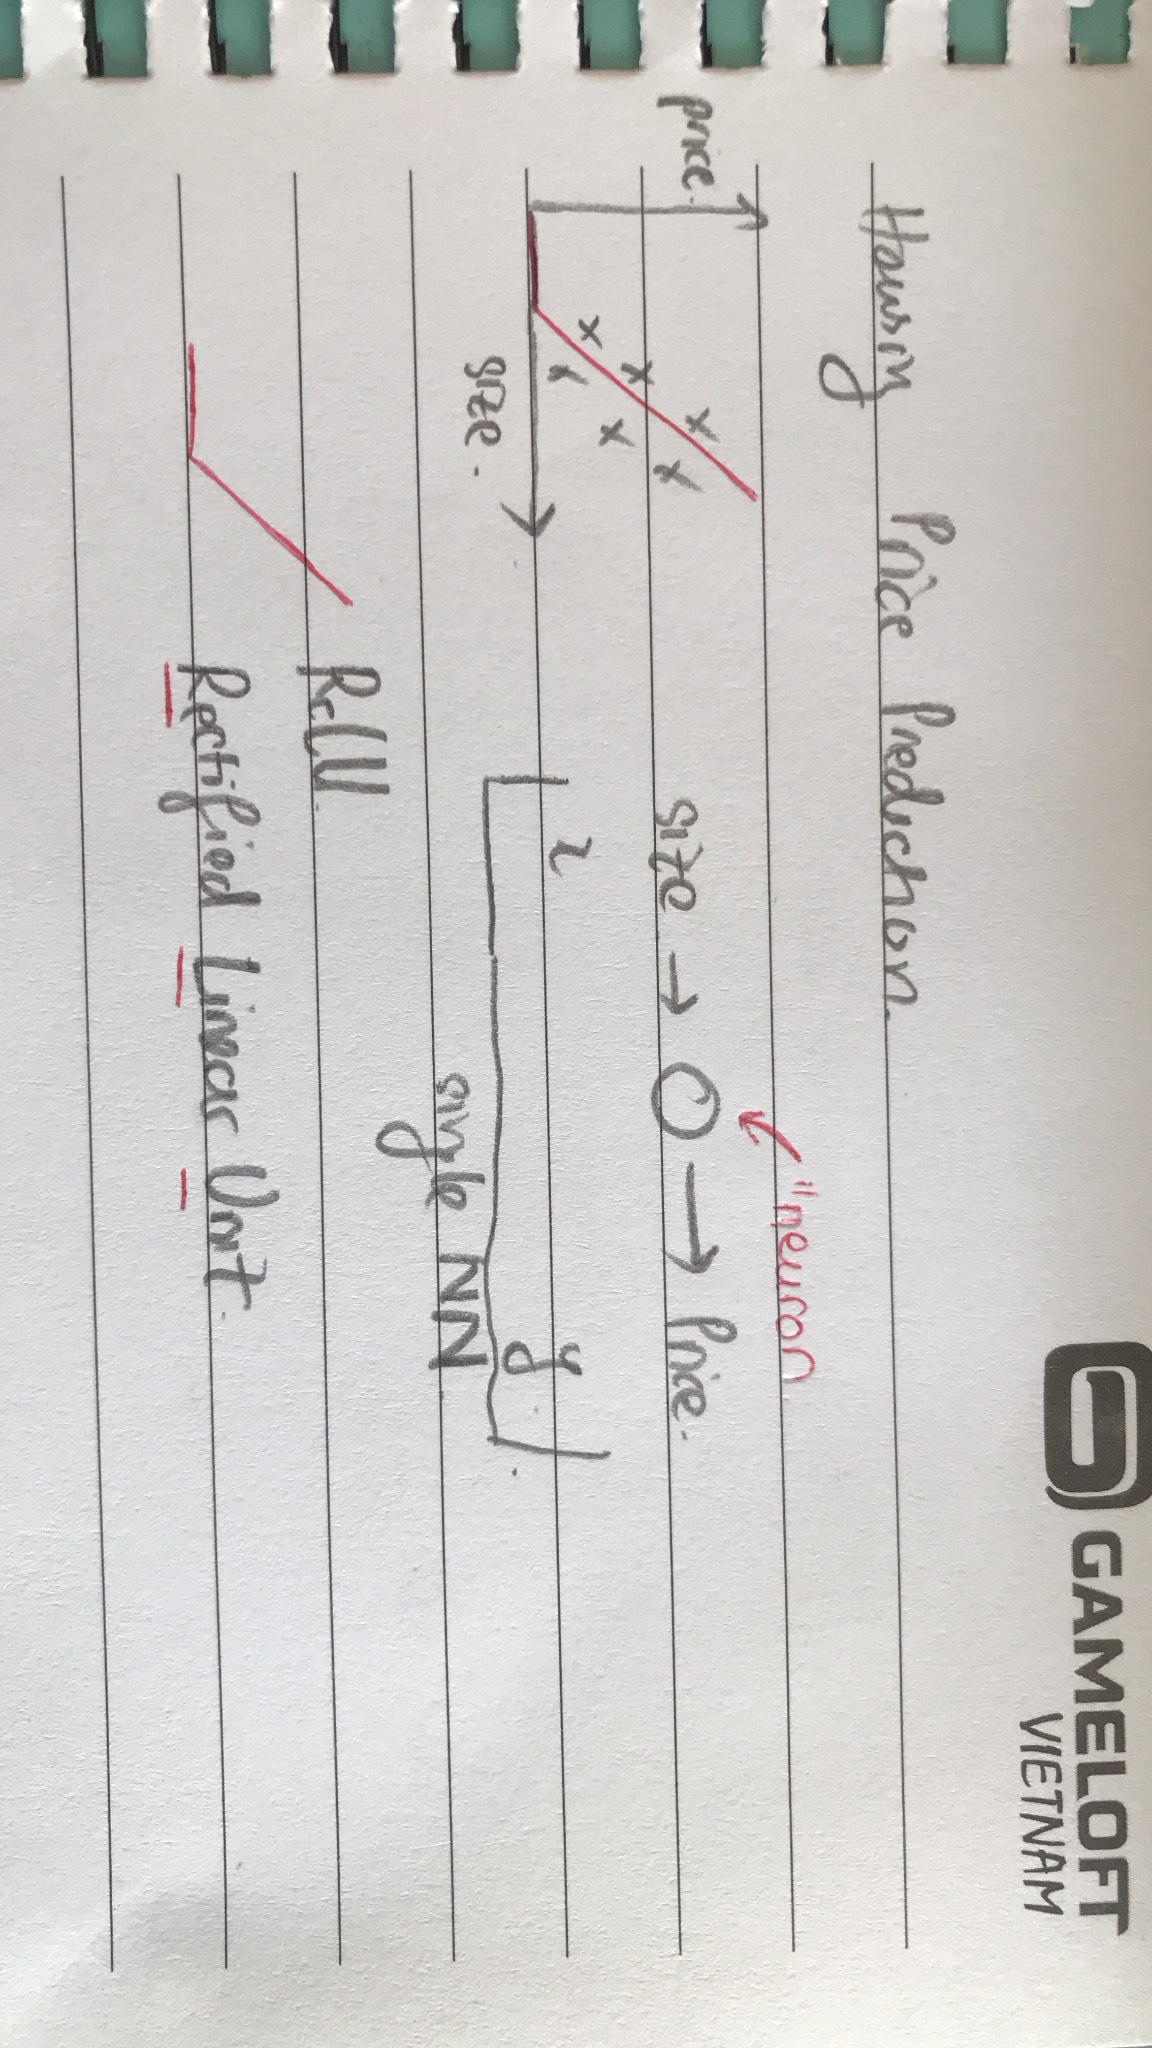 GAMELOFT
VIETNAM
Housing Price Prediction.
"neuron
price.
size → O → Price.
x
y
size.
single NN
ReLU
Rectified Linear Unit.